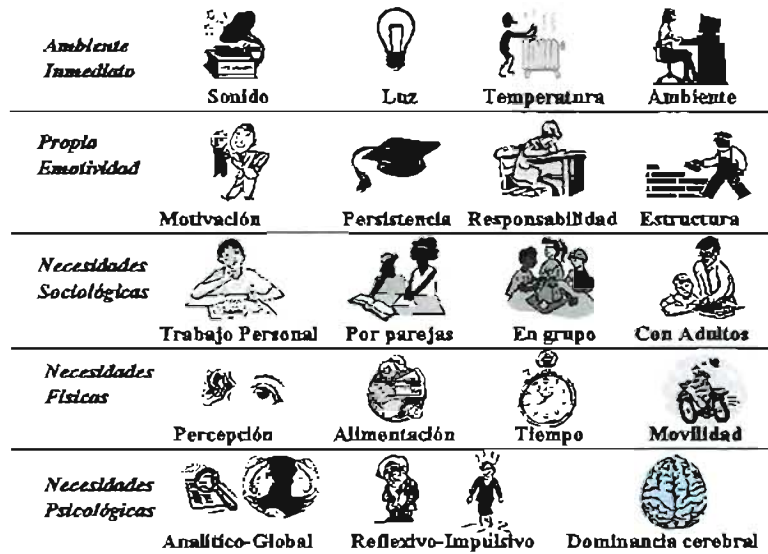 Ambiente
Inmediato
Sonido Luz Temperatura Ambiente
Propia
Emotividad
Motivación Persistencia Responsabilidad Estructura
Necesidades
Sociológicas
Trabajo Personal Por parejas En grupo Con Adultos
Necesidades
Físicas
Percepción Alimentación Tiempo Movilidad
Necesidades
Psicológicas
Analítico-Global Reflexivo-Impulsivo Dominancia cerebral